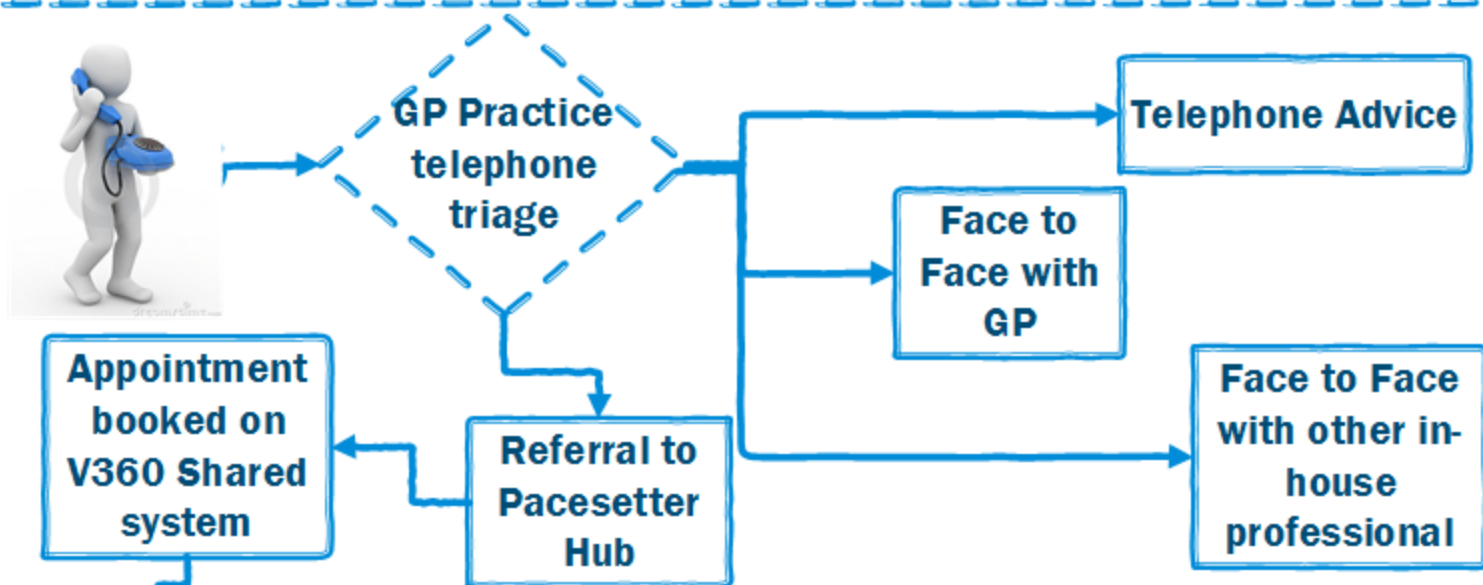 GP Practice
telephone
triage
Telephone Advice
Face to
Face with
GP
Face to Face
with other in-
house
professional
Referral to
Pacesetter
Hub
Appointment
booked on
V360 Shared
system